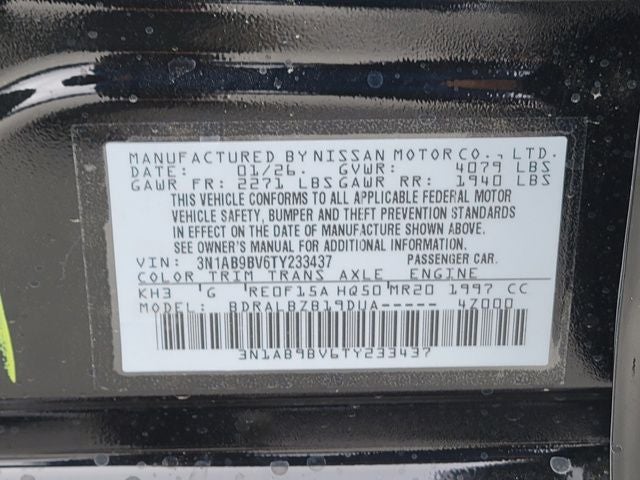 MANUFACTURED BY NISSAN MOTOR CO., LTD.
DATE: 01/26. GVWR: 4079 LBS
GAWR FR: 2271 LBS GAWR RR: 1940 LBS
THIS VEHICLE CONFORMS TO ALL APPLICABLE FEDERAL MOTOR
VEHICLE SAFETY, BUMPER AND THEFT PREVENTION STANDARDS
IN EFFECT ON THE DATE OF MANUFACTURE SHOWN ABOVE.
SEE OWNER'S MANUAL FOR ADDITIONAL INFORMATION.
VIN: 3N1AB9BV6TY233437 PASSENGER CAR.
COLOR TRIM TRANS AXLE ENGINE
KH3 G RE0F15A HQ50 MR20 1997 CC
MODEL: BDRALBZB19DUA----- 4Z000
3N1AB9BV6TY233437